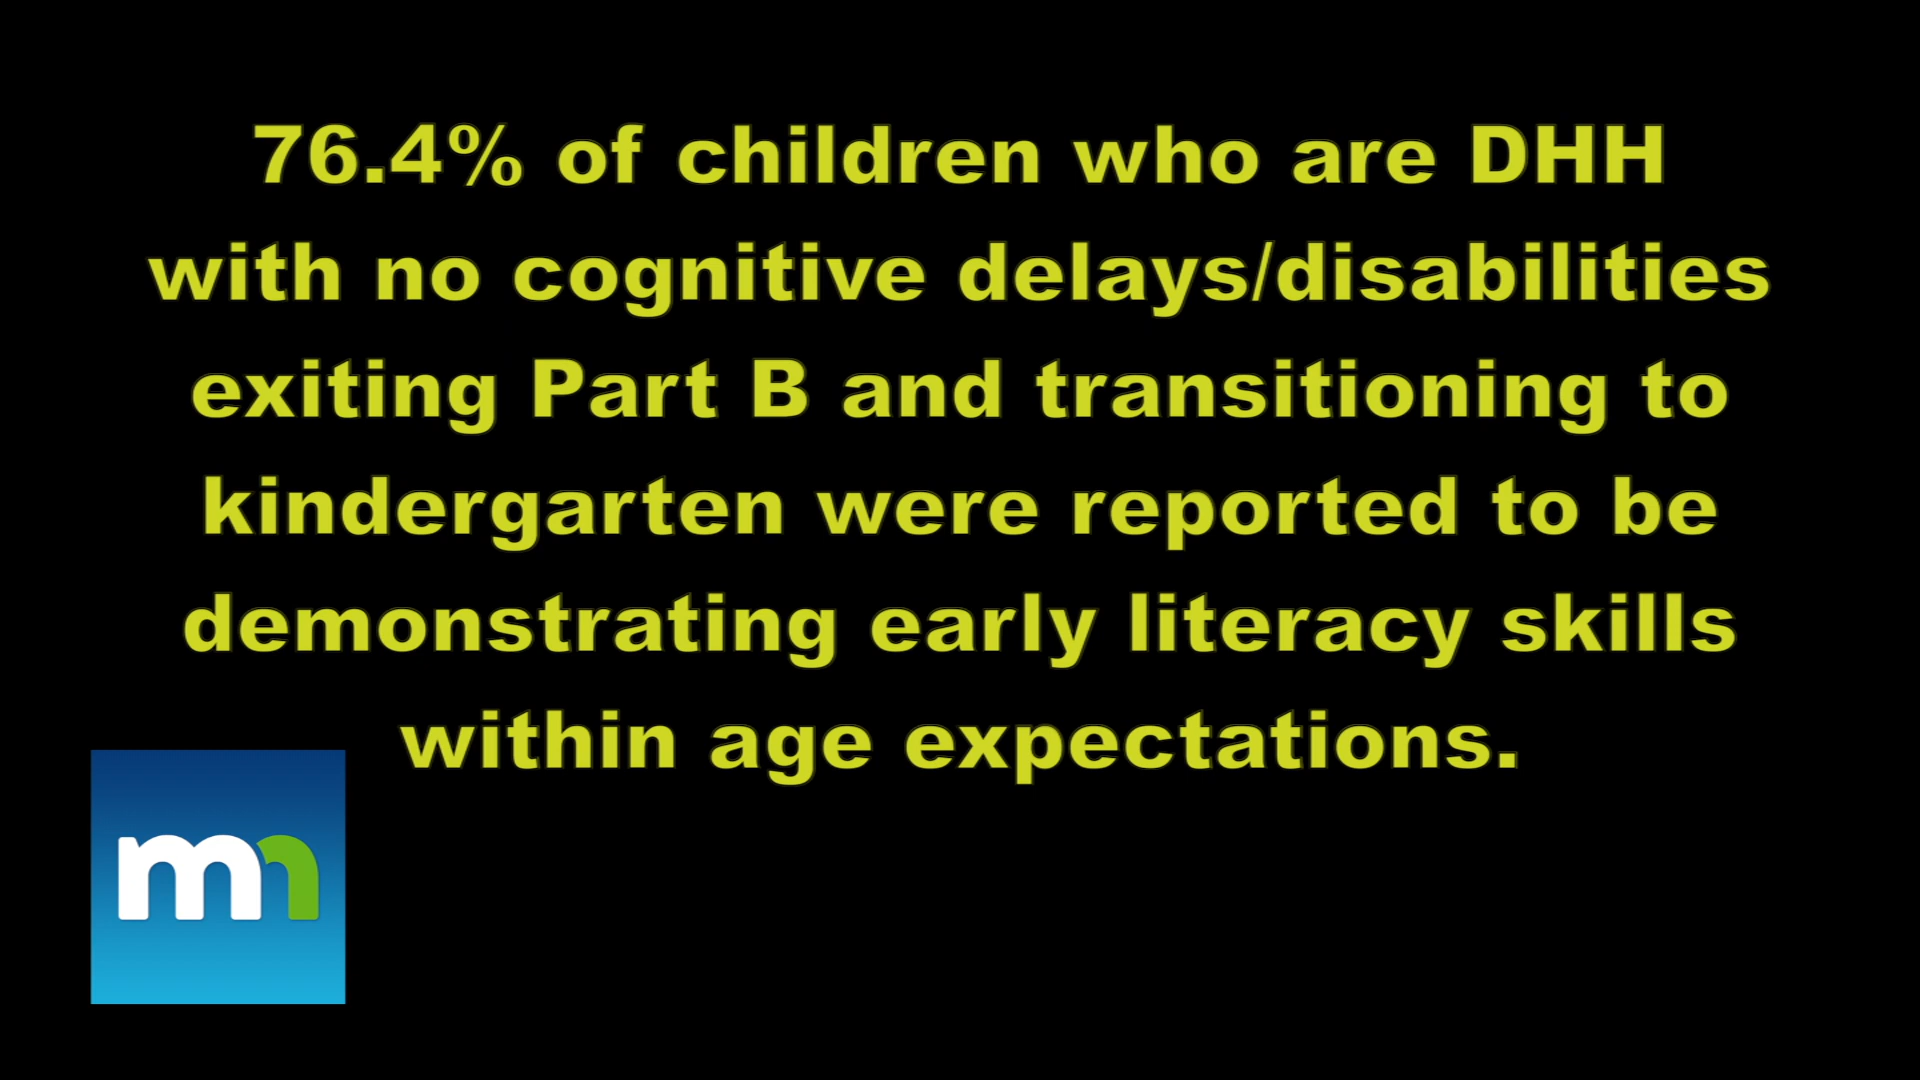 76.4% of children who are DHH
with no cognitive delays/disabilities
exiting Part B and transitioning to
kindergarten were reported to be
demonstrating early literacy skills
within age expectations.
mn